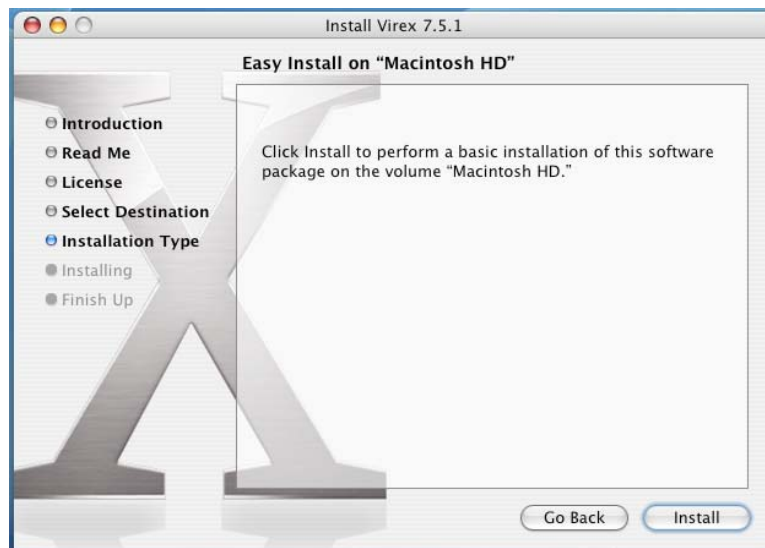 Install Virex 7.5.1
Easy Install on “Macintosh HD”
Introduction
Read Me
License
Select Destination
Installation Type
Installing
Finish Up
Click Install to perform a basic installation of this software
package on the volume “Macintosh HD.”
Go Back
Install